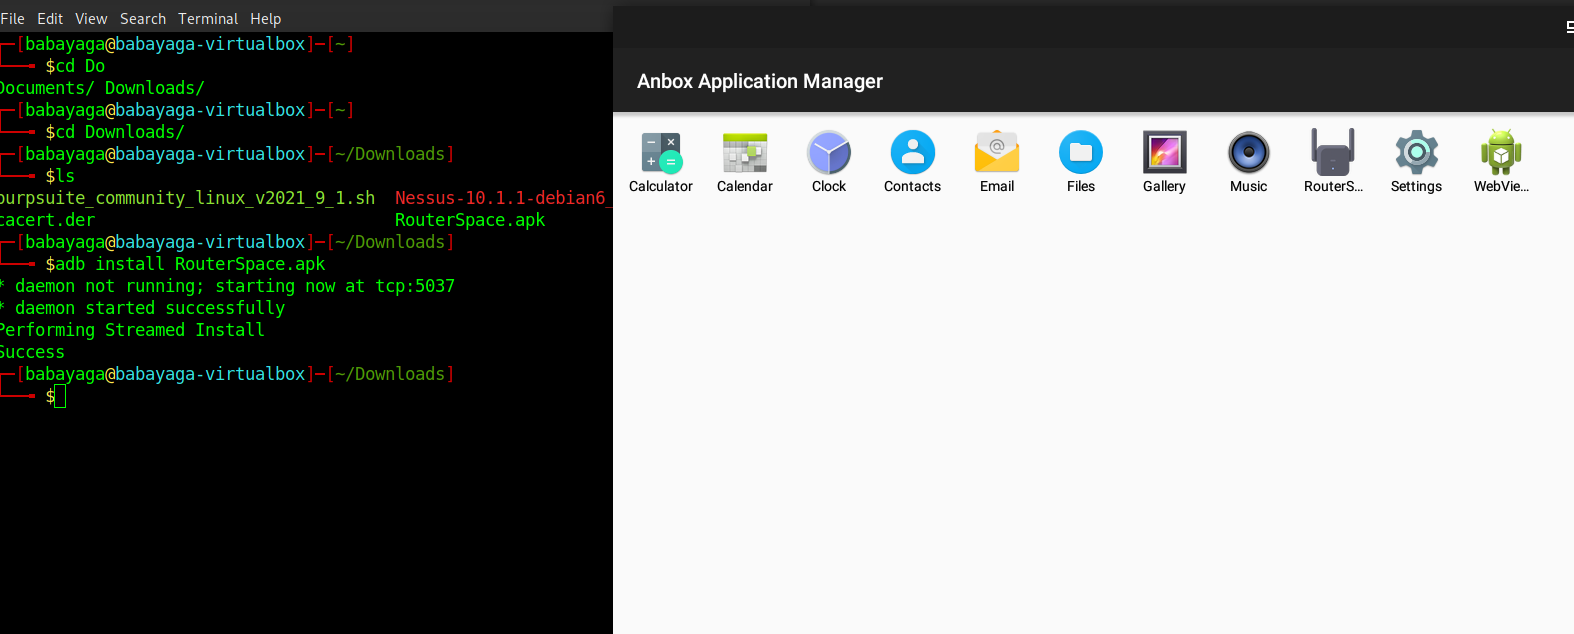 File Edit View Search Terminal Help
[babayaga@babayaga-virtualbox]─[~]
$cd Do
Documents/ Downloads/
[babayaga@babayaga-virtualbox]─[~]
$cd Downloads/
[babayaga@babayaga-virtualbox]─[~/Downloads]
$ls
burpsuite_community_linux_v2021_9_1.sh Nessus-10.1.1-debian6_
cacert.der RouterSpace.apk
[babayaga@babayaga-virtualbox]─[~/Downloads]
$adb install RouterSpace.apk
* daemon not running; starting now at tcp:5037
* daemon started successfully
Performing Streamed Install
Success
[babayaga@babayaga-virtualbox]─[~/Downloads]
$
Anbox Application Manager
Calculator Calendar Clock Contacts Email Files Gallery Music RouterS... Settings WebVie...